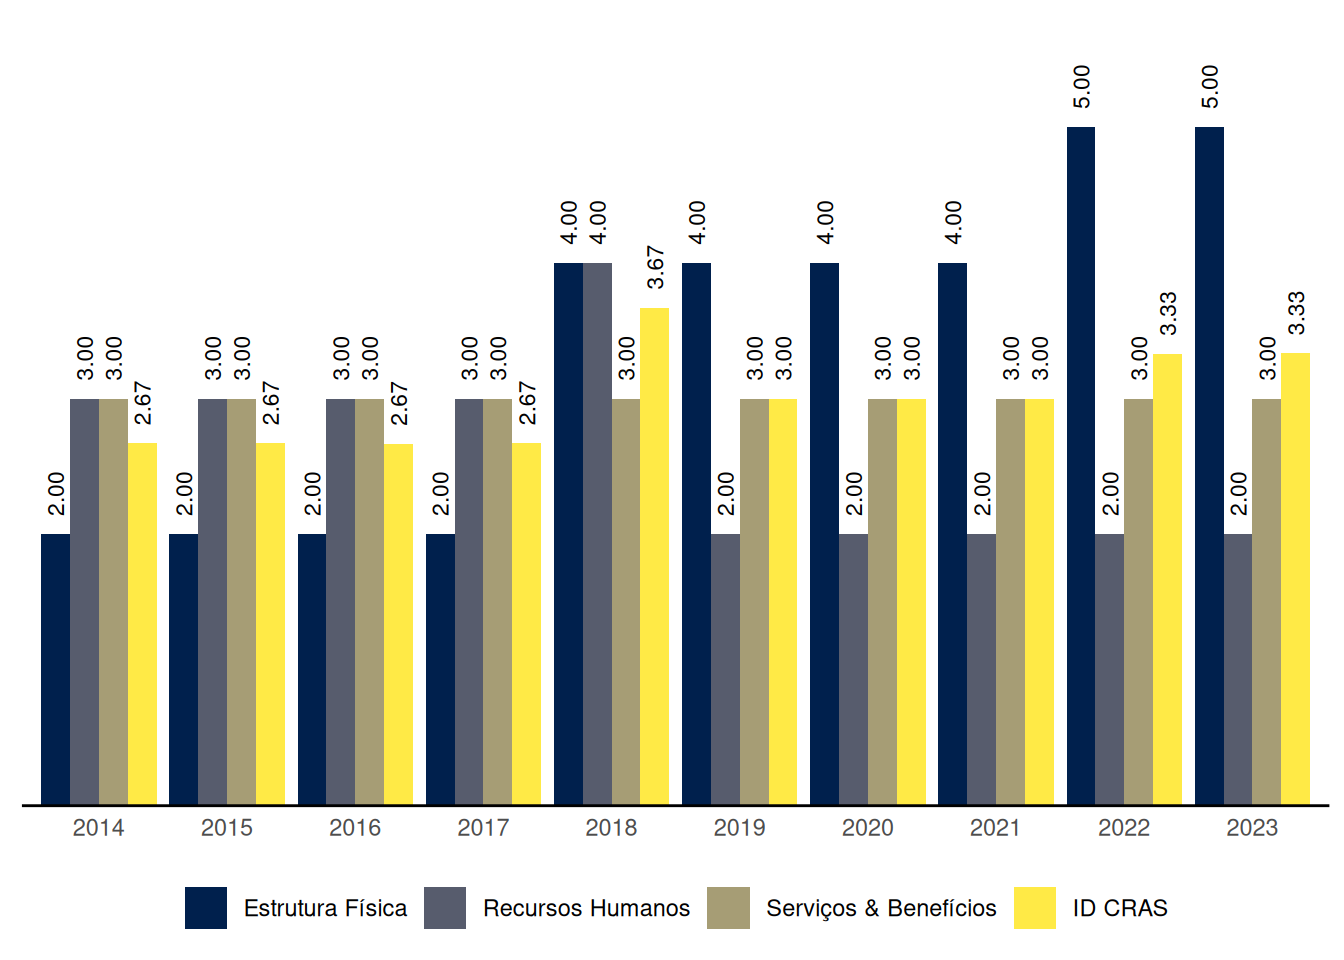 5.00 5.00
4.00 4.00 4.00 4.00 4.00
3.67
3.33 3.33
3.00 3.00 3.00 3.00 3.00 3.00 3.00 3.00 3.00 3.00 3.00 3.00 3.00 3.00 3.00 3.00 3.00
2.67 2.67 2.67 2.67
2.00 2.00 2.00 2.00 2.00 2.00 2.00 2.00 2.00
2014 2015 2016 2017 2018 2019 2020 2021 2022 2023
Estrutura Física Recursos Humanos Serviços & Benefícios ID CRAS